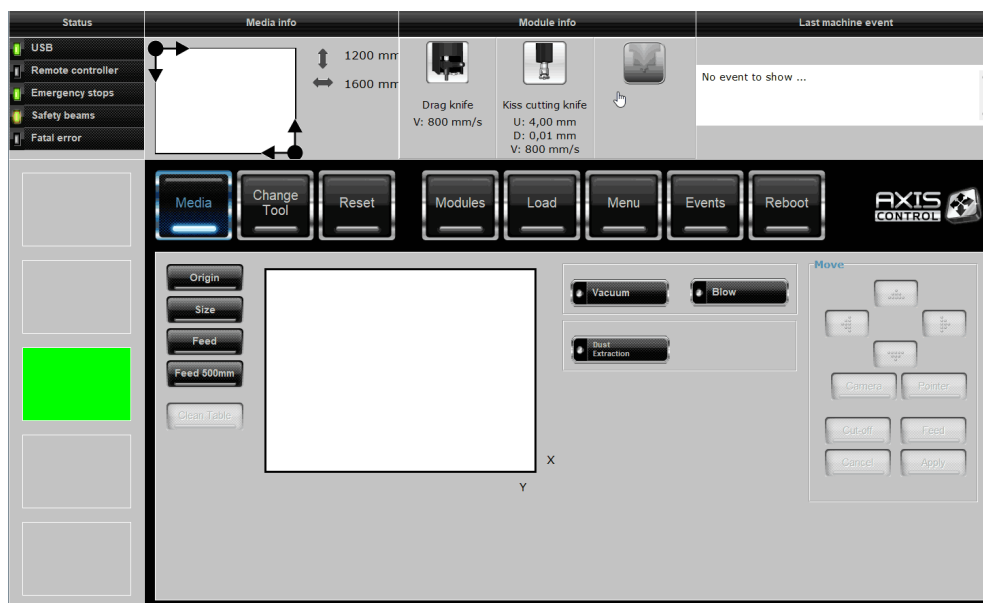 Status
Media info
Module info
Last machine event
USB
Remote controller
Emergency stops
Safety beams
Fatal error
1200 mm
1600 mm
Drag knife
V: 800 mm/s
Kiss cutting knife
U: 4,00 mm
D: 0,01 mm
V: 800 mm/s
No event to show ...
Media
Change
Tool
Reset
Modules
Load
Menu
Events
Reboot
AXIS
CONTROL
Origin
Size
Feed
Feed 500mm
Clean Table
X
Y
Vacuum
Blow
Dust
Extraction
Move
Camera
Pointer
Cut-off
Feed
Cancel
Apply